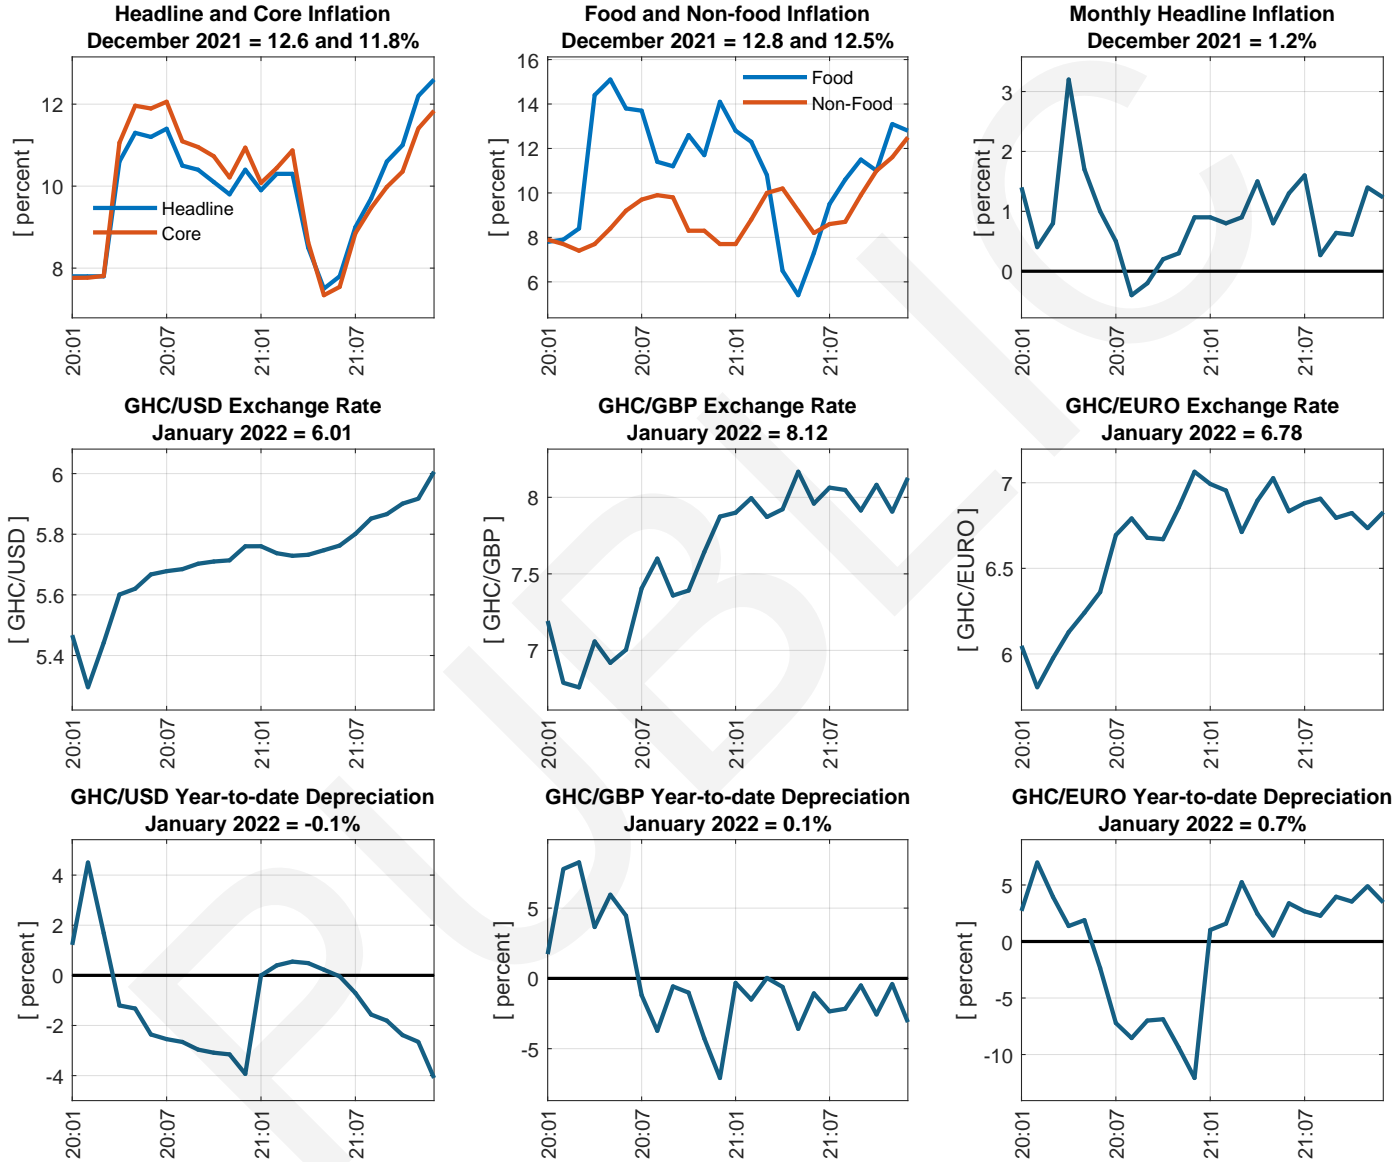 Headline and Core Inflation
December 2021 = 12.6 and 11.8%
[ percent ]
12
10
8
Headline
Core
20:01
20:07
21:01
21:07
Food and Non-food Inflation
December 2021 = 12.8 and 12.5%
[ percent ]
16
14
12
10
8
6
Food
Non-Food
20:01
20:07
21:01
21:07
Monthly Headline Inflation
December 2021 = 1.2%
[ percent ]
3
2
1
0
20:01
20:07
21:01
21:07
GHC/USD Exchange Rate
January 2022 = 6.01
[ GHC/USD ]
6
5.8
5.6
5.4
20:01
20:07
21:01
21:07
GHC/GBP Exchange Rate
January 2022 = 8.12
[ GHC/GBP ]
8
7.5
7
20:01
20:07
21:01
21:07
GHC/EURO Exchange Rate
January 2022 = 6.78
[ GHC/EURO ]
7
6.5
6
20:01
20:07
21:01
21:07
GHC/USD Year-to-date Depreciation
January 2022 = -0.1%
[ percent ]
4
2
0
-2
-4
20:01
20:07
21:01
21:07
GHC/GBP Year-to-date Depreciation
January 2022 = 0.1%
[ percent ]
5
0
-5
20:01
20:07
21:01
21:07
GHC/EURO Year-to-date Depreciation
January 2022 = 0.7%
[ percent ]
5
0
-5
-10
20:01
20:07
21:01
21:07
PUBLIC